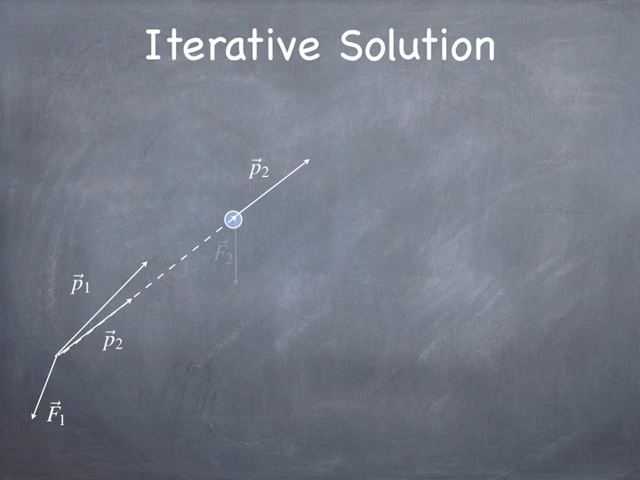 Iterative Solution
p⃗₂
F⃗₂
p⃗₁
p⃗₂
F⃗₁